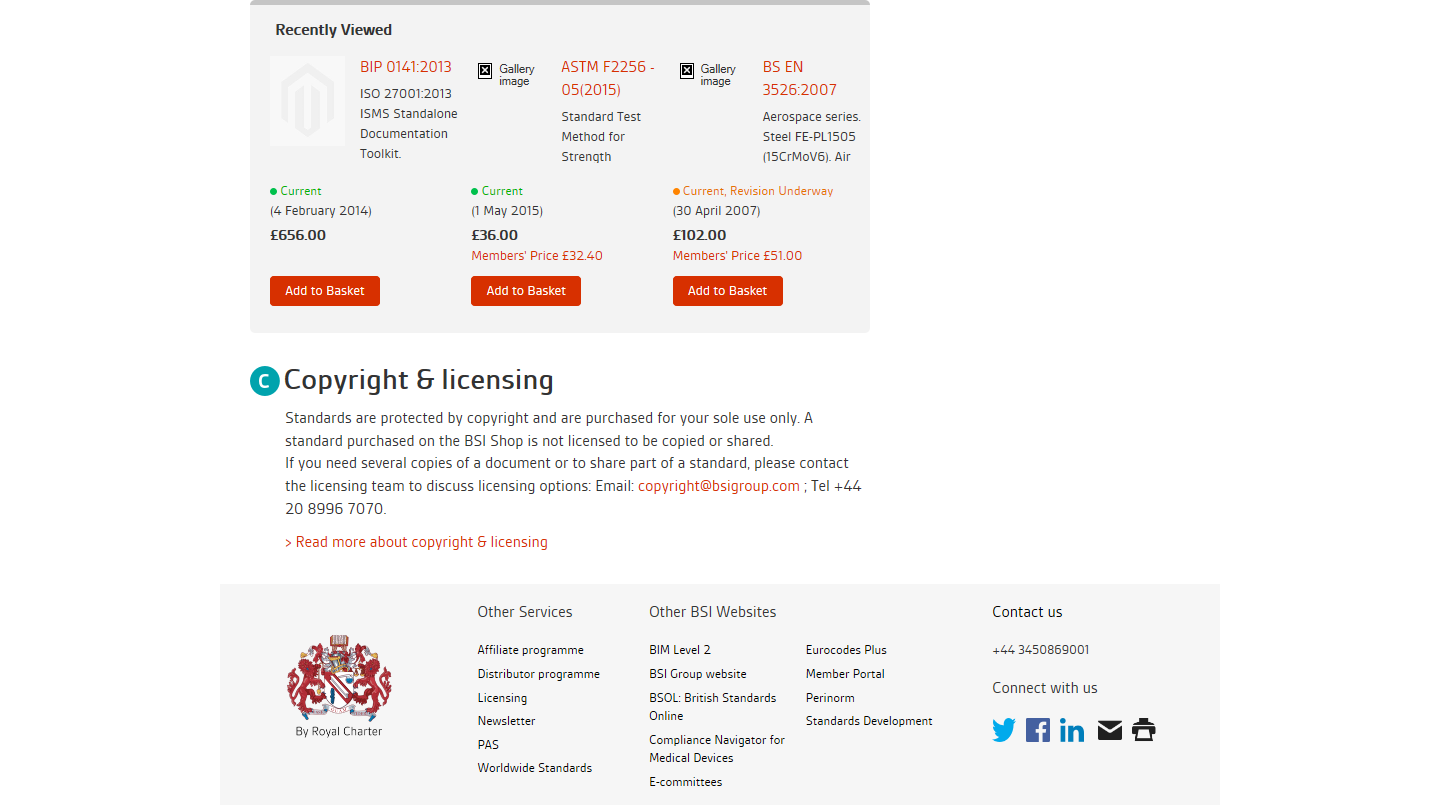 Recently Viewed
BIP 0141:2013
ISO 27001:2013
ISMS Standalone
Documentation
Toolkit.
Current
(4 February 2014)
£656.00
Add to Basket
Gallery
image
ASTM F2256 -
05(2015)
Standard Test
Method for
Strength
Current
(1 May 2015)
£36.00
Members' Price £32.40
Add to Basket
Gallery
image
BS EN
3526:2007
Aerospace series.
Steel FE-PL1505
(15CrMoV6). Air
Current, Revision Underway
(30 April 2007)
£102.00
Members' Price £51.00
Add to Basket
C Copyright & licensing
Standards are protected by copyright and are purchased for your sole use only. A
standard purchased on the BSI Shop is not licensed to be copied or shared.
If you need several copies of a document or to share part of a standard, please contact
the licensing team to discuss licensing options: Email: copyright@bsigroup.com ; Tel +44
20 8996 7070.
> Read more about copyright & licensing
By Royal Charter
Other Services
Affiliate programme
Distributor programme
Licensing
Newsletter
PAS
Worldwide Standards
Other BSI Websites
BIM Level 2
BSI Group website
BSOL: British Standards
Online
Compliance Navigator for
Medical Devices
E-committees
Eurocodes Plus
Member Portal
Perinorm
Standards Development
Contact us
+44 3450869001
Connect with us